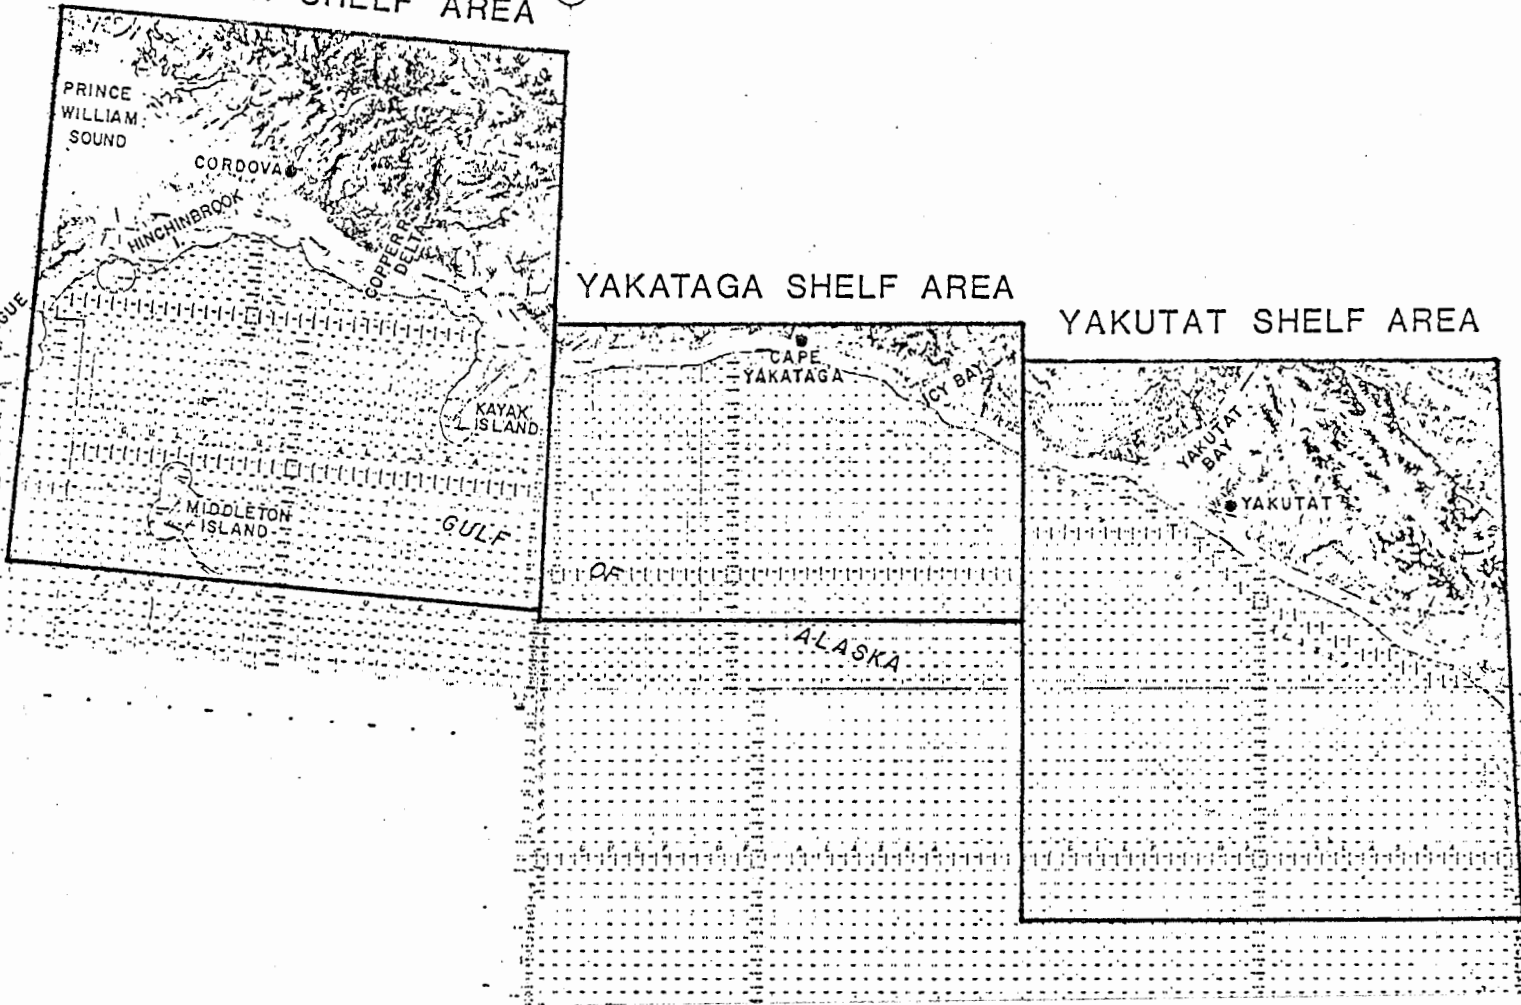 SHELF AREA
PRINCE
WILLIAM
SOUND
CORDOVA
HINCHINBROOK
I.
COPPER R.
DELTA
GUE
KAYAK
ISLAND
MIDDLETON
ISLAND
GULF
YAKATAGA SHELF AREA
CAPE
YAKATAGA
ICY BAY
OF
ALASKA
YAKUTAT SHELF AREA
YAKUTAT
BAY
YAKUTAT